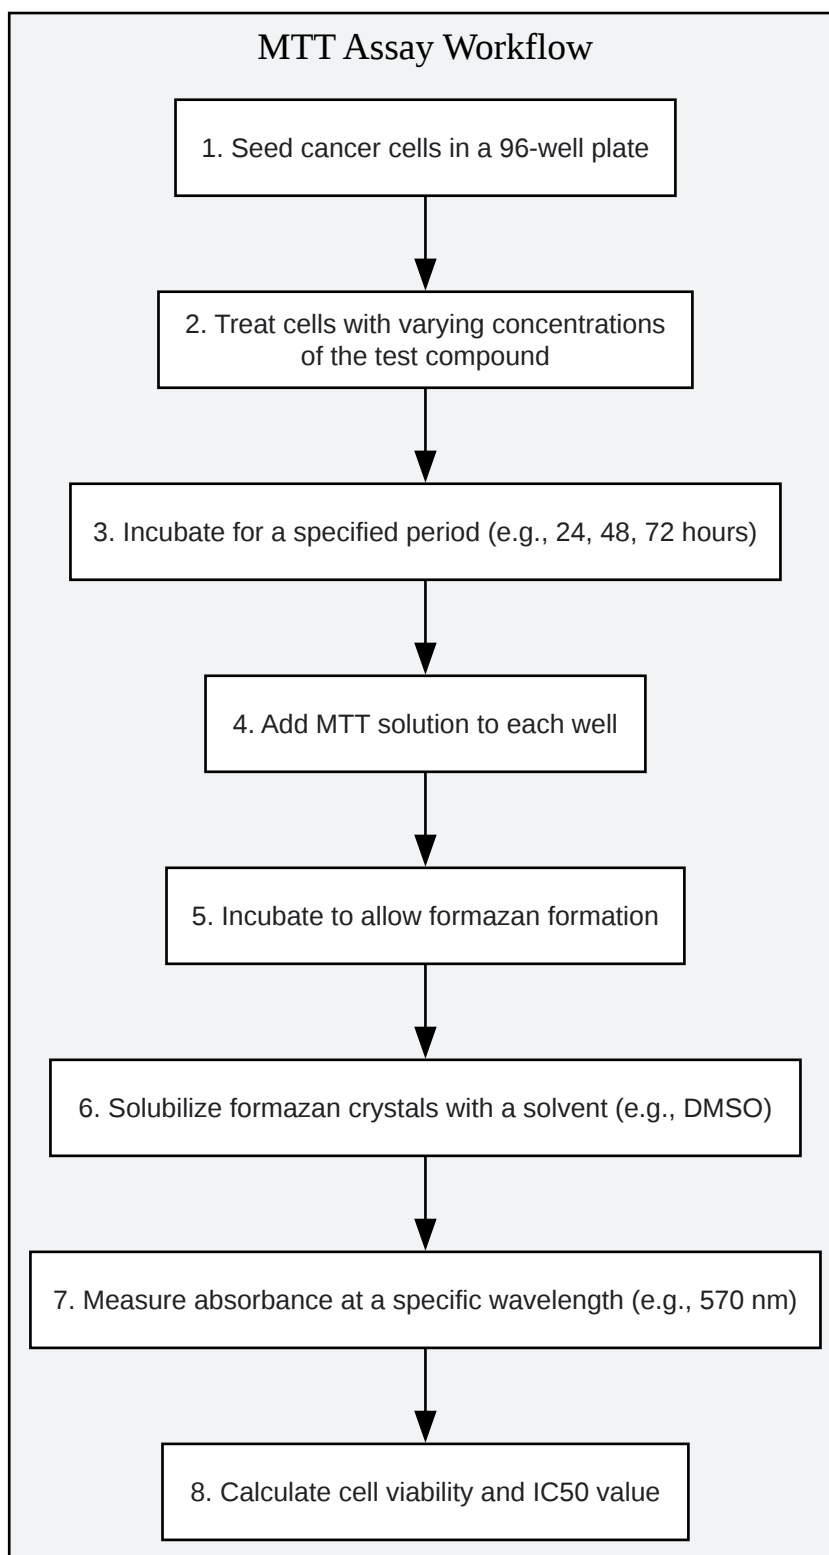 MTT Assay Workflow
1. Seed cancer cells in a 96-well plate
2. Treat cells with varying concentrations
of the test compound
3. Incubate for a specified period (e.g., 24, 48, 72 hours)
4. Add MTT solution to each well
5. Incubate to allow formazan formation
6. Solubilize formazan crystals with a solvent (e.g., DMSO)
7. Measure absorbance at a specific wavelength (e.g., 570 nm)
8. Calculate cell viability and IC50 value